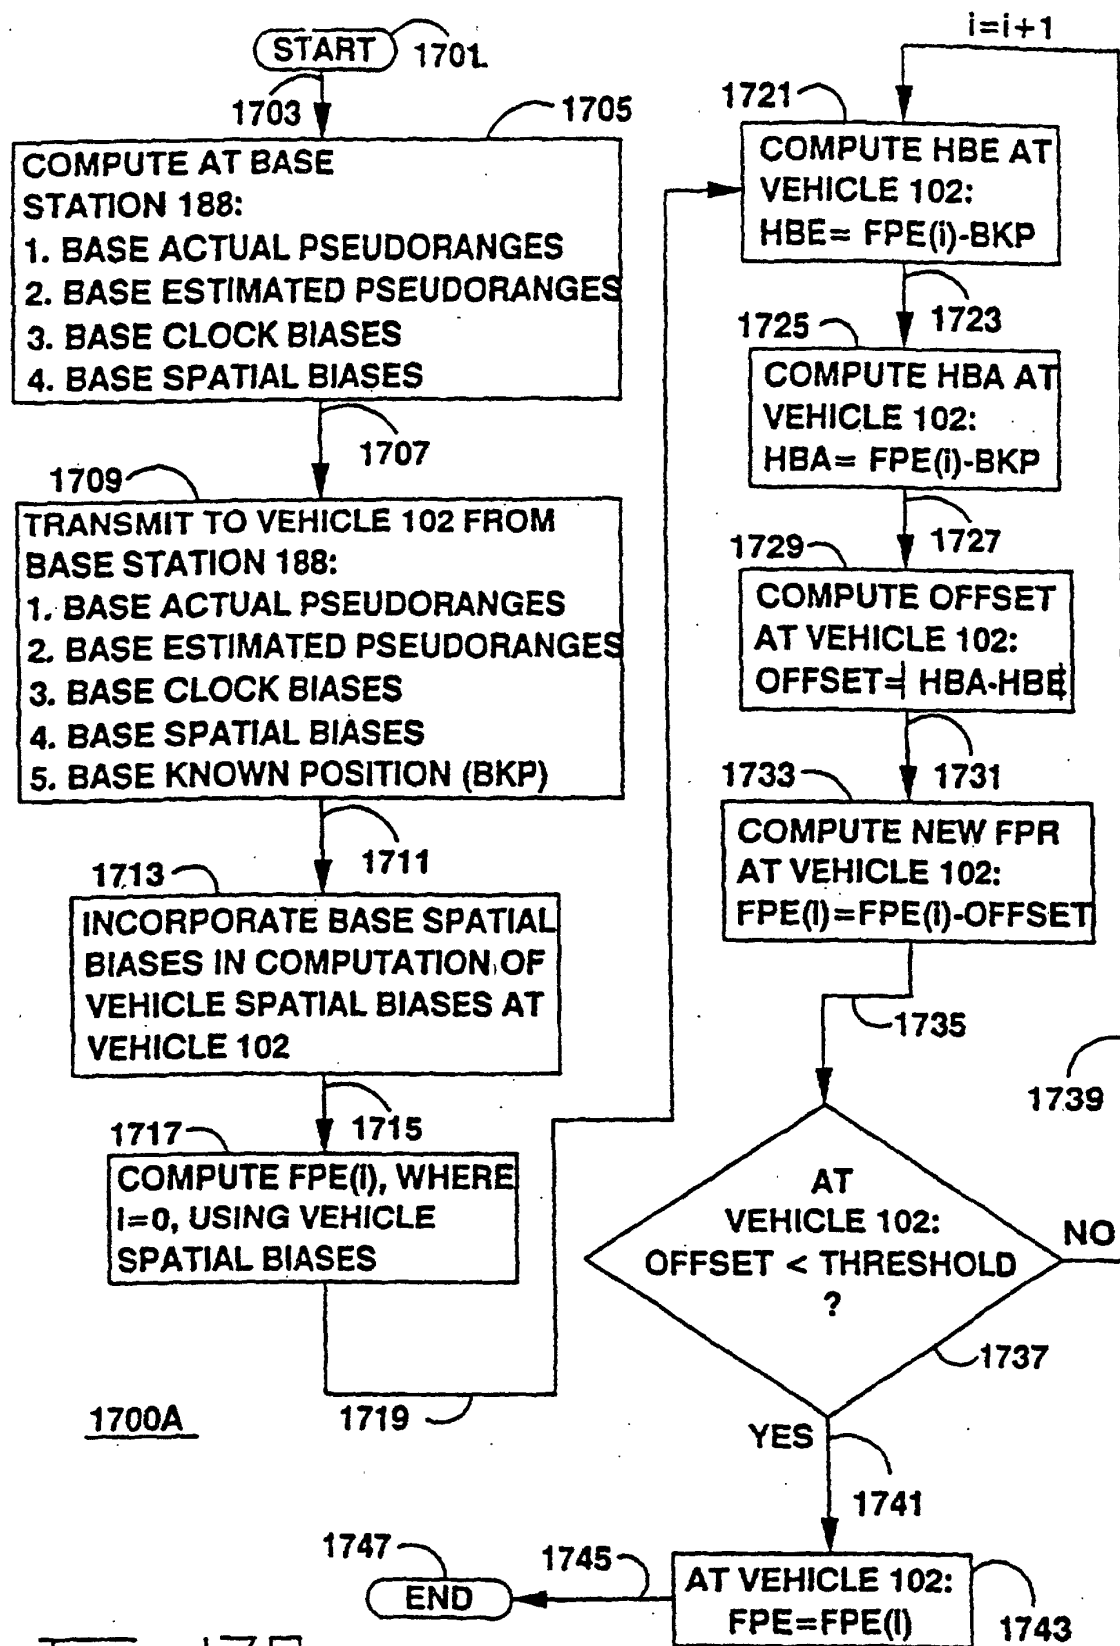 START 1701
1703
1705
COMPUTE AT BASE
STATION 188:
1. BASE ACTUAL PSEUDORANGES
2. BASE ESTIMATED PSEUDORANGES
3. BASE CLOCK BIASES
4. BASE SPATIAL BIASES
1707
1709
TRANSMIT TO VEHICLE 102 FROM
BASE STATION 188:
1. BASE ACTUAL PSEUDORANGES
2. BASE ESTIMATED PSEUDORANGES
3. BASE CLOCK BIASES
4. BASE SPATIAL BIASES
5. BASE KNOWN POSITION (BKP)
1711
1713
INCORPORATE BASE SPATIAL
BIASES IN COMPUTATION OF
VEHICLE SPATIAL BIASES AT
VEHICLE 102
1715
1717
COMPUTE FPE(I), WHERE
I=0, USING VEHICLE
SPATIAL BIASES
1719
1700A
i=i+1
1721
COMPUTE HBE AT
VEHICLE 102:
HBE= FPE(i)-BKP
1723
1725
COMPUTE HBA AT
VEHICLE 102:
HBA= FPE(i)-BKP
1727
1729
COMPUTE OFFSET
AT VEHICLE 102:
OFFSET=| HBA-HBE|
1731
1733
COMPUTE NEW FPR
AT VEHICLE 102:
FPE(I)=FPE(i)-OFFSET
1735
1739
AT
VEHICLE 102:
OFFSET < THRESHOLD
?
NO
1737
YES
1741
AT VEHICLE 102:
FPE=FPE(I)
1743
1745
1747
END